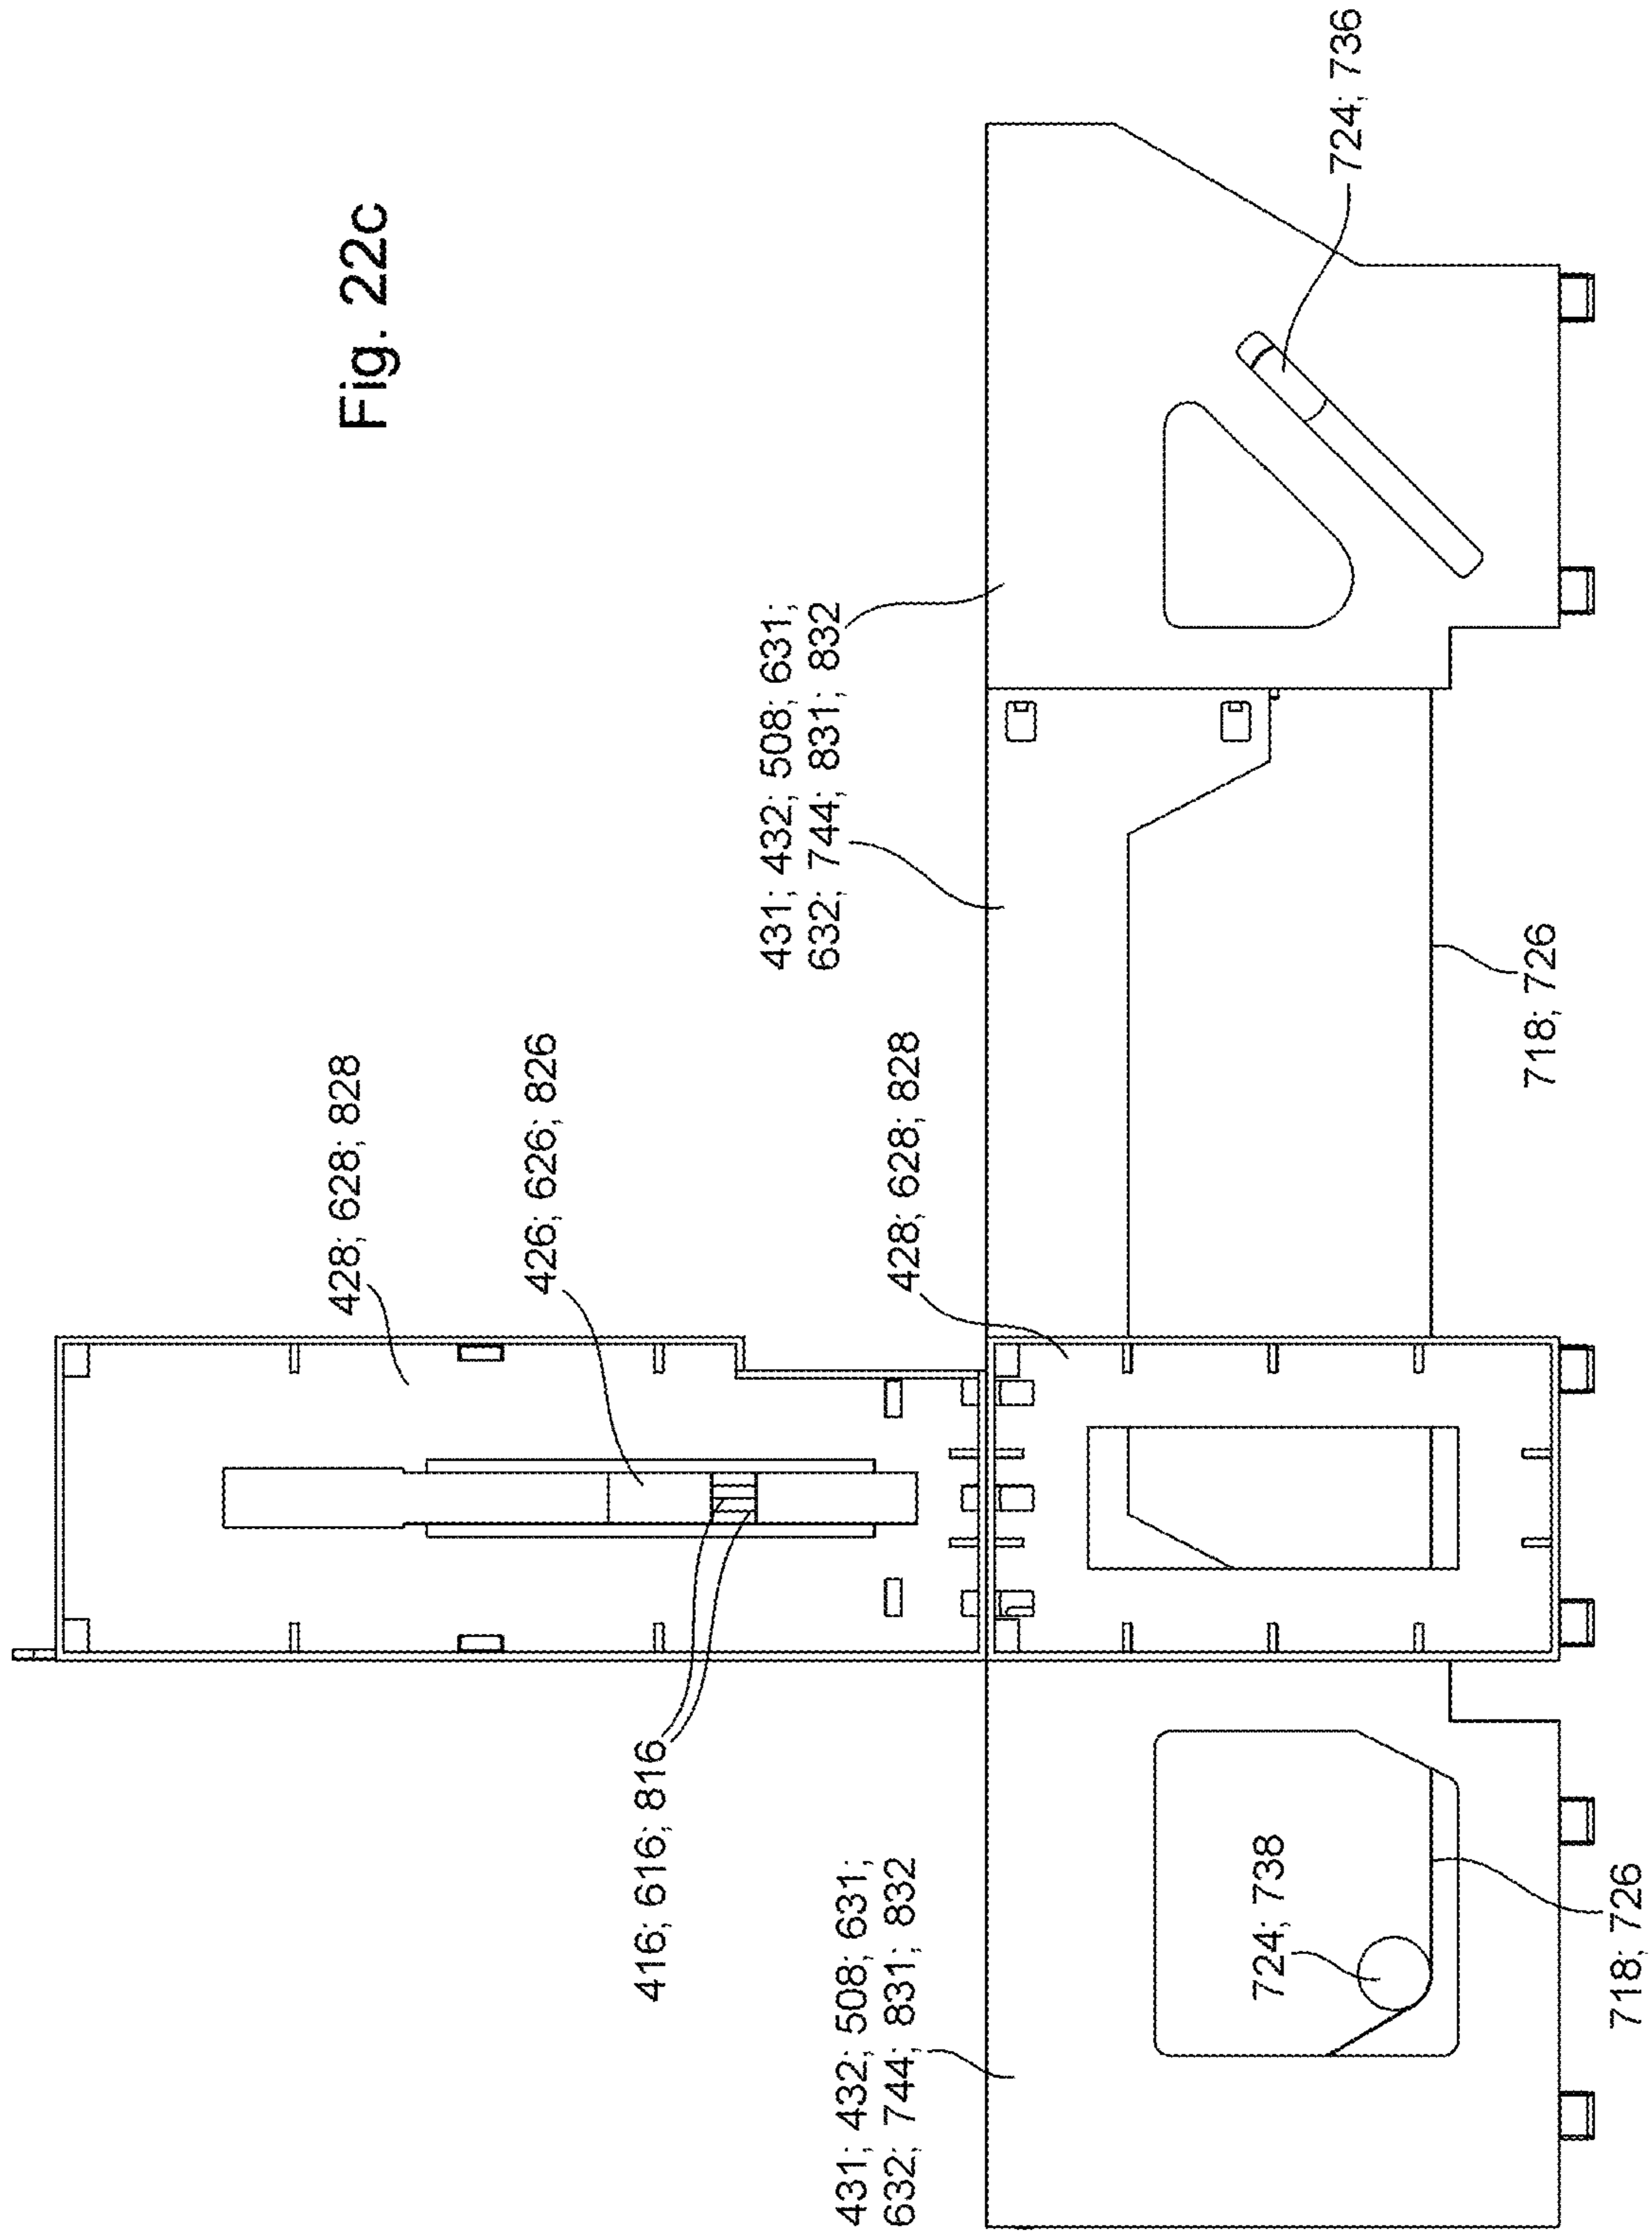 Fig. 22c
724; 736
431; 432; 508; 631;
632; 744; 831; 832
718; 726
428; 628; 828
426; 626; 826
428; 628; 828
416; 616; 816
431; 432; 508; 631;
632; 744; 831; 832
724; 738
718; 726